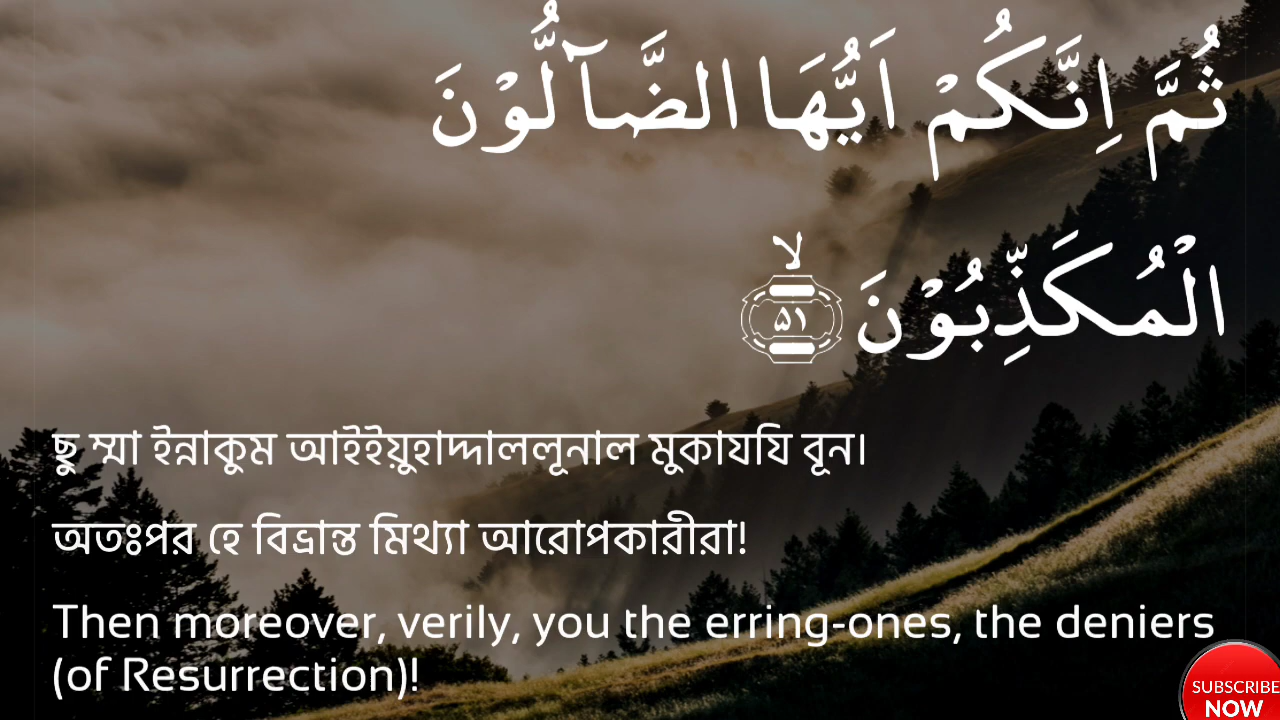 ثُمَّ اِنَّكُمْ اَيُّهَا الضَّآلُّوْنَ
الْمُكَذِّبُوْنَ ۙ﴿۵۱﴾
ছু ম্মা ইন্নাকুম আইইয়ুহাদ্দাললূনাল মুকাযযি বূন।
অতঃপর হে বিভ্রান্ত মিথ্যা আরোপকারীরা!
Then moreover, verily, you the erring-ones, the deniers
(of Resurrection)!
SUBSCRIBE
NOW